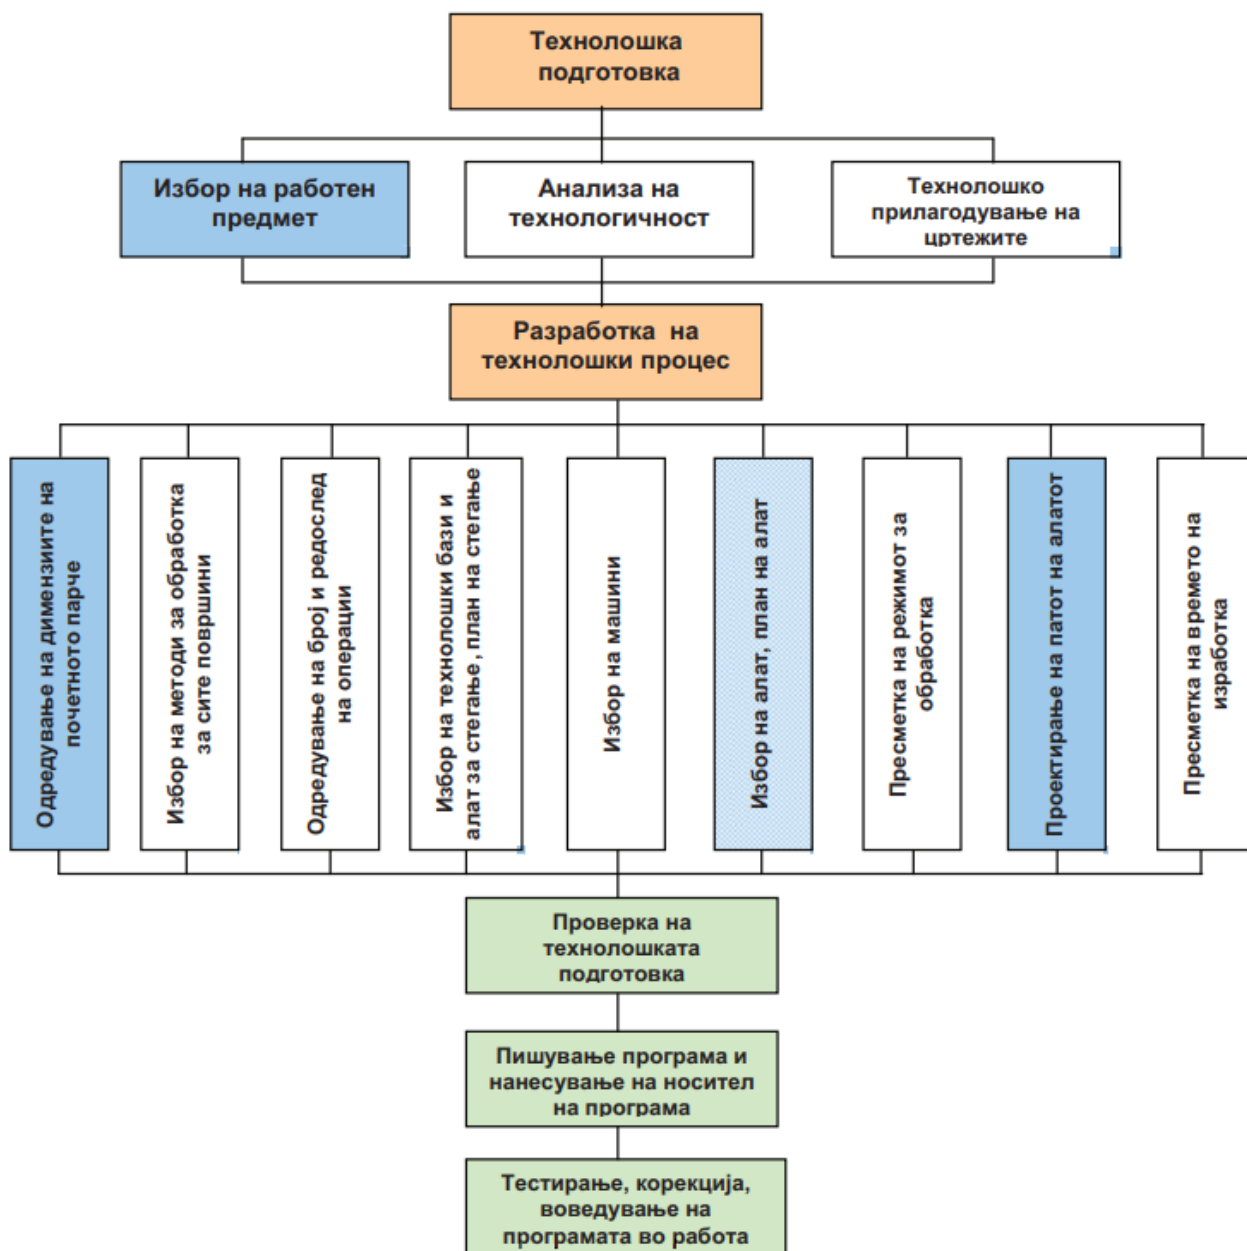 Технолошка
подготовка
Избор на работен
предмет
Анализа на
технологичност
Технолошко
прилагодување на
цртежите
Разработка на
технолошки процес
Одредување на димензиите на
почетното парче
Избор на методи за обработка
за сите површини
Одредување на број и редослед
на операции
Избор на технолошки бази и
алат за стегање, план на стегање
Избор на машини
Избор на алат, план на алат
Пресметка на режимот за
обработка
Проектирање на патот на алатот
Пресметка на времето на
изработка
Проверка на
технолошката
подготовка
Пишување програма и
нанесување на носител
на програма
Тестирање, корекција,
воведување на
програмата во работа